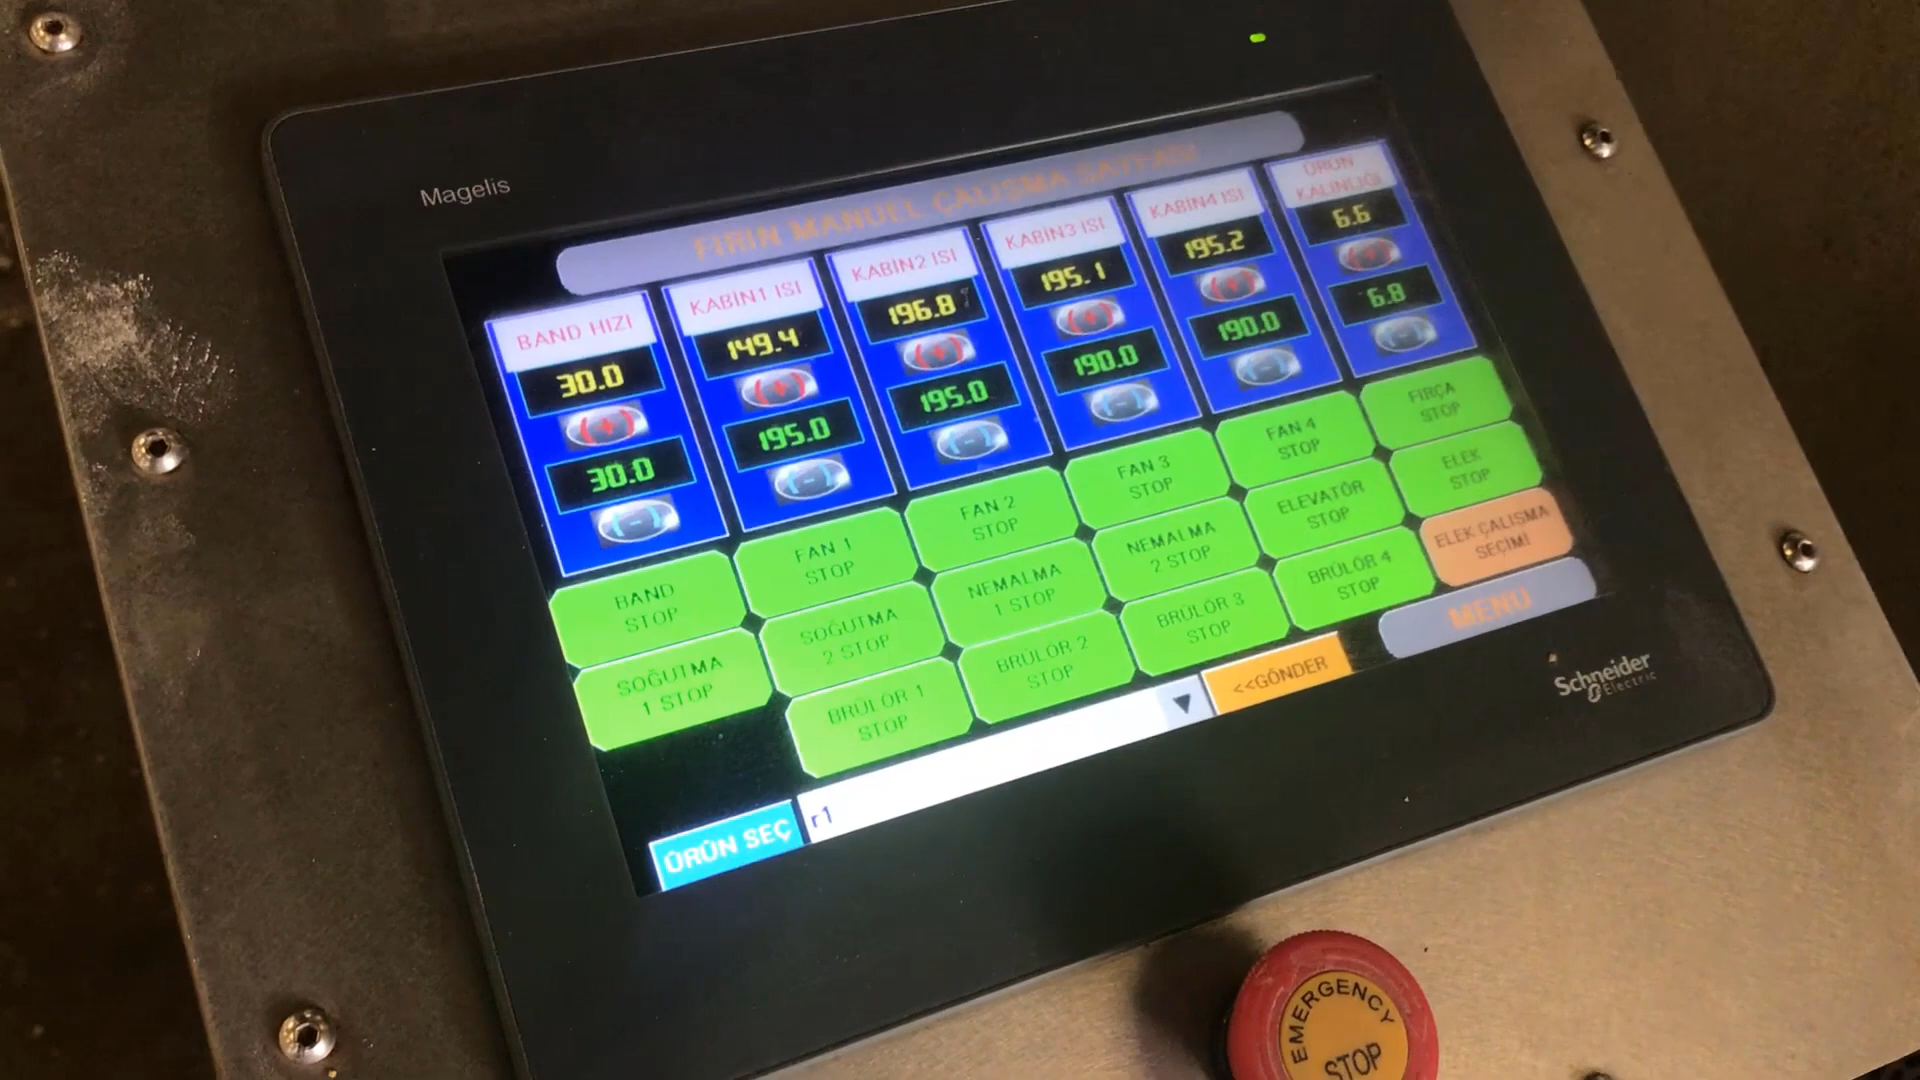 Magelis
FIRIN MANUEL ÇALIŞMA SAYFASI
BAND HIZI
30.0
(+)
30.0
(-)
KABİN1 ISI
149.4
(+)
195.0
(-)
KABİN2 ISI
196.8
(+)
195.0
(-)
KABİN3 ISI
195.1
(+)
190.0
(-)
KABİN4 ISI
195.2
(+)
190.0
(-)
ÜRÜN
KALINLIĞI
6.6
(+)
6.8
(-)
BAND
STOP
FAN 1
STOP
FAN 2
STOP
FAN 3
STOP
FAN 4
STOP
FIRÇA
STOP
SOĞUTMA
1 STOP
SOĞUTMA
2 STOP
NEMALMA
1 STOP
NEMALMA
2 STOP
ELEVATÖR
STOP
ELEK
STOP
BRÜLÖR 1
STOP
BRÜLÖR 2
STOP
BRÜLÖR 3
STOP
BRÜLÖR 4
STOP
ELEK ÇALISMA
SEÇIMI
ÜRÜN SEÇ
r1
<<GÖNDER
MENÜ
Schneider
Electric
EMERGENCY
STOP